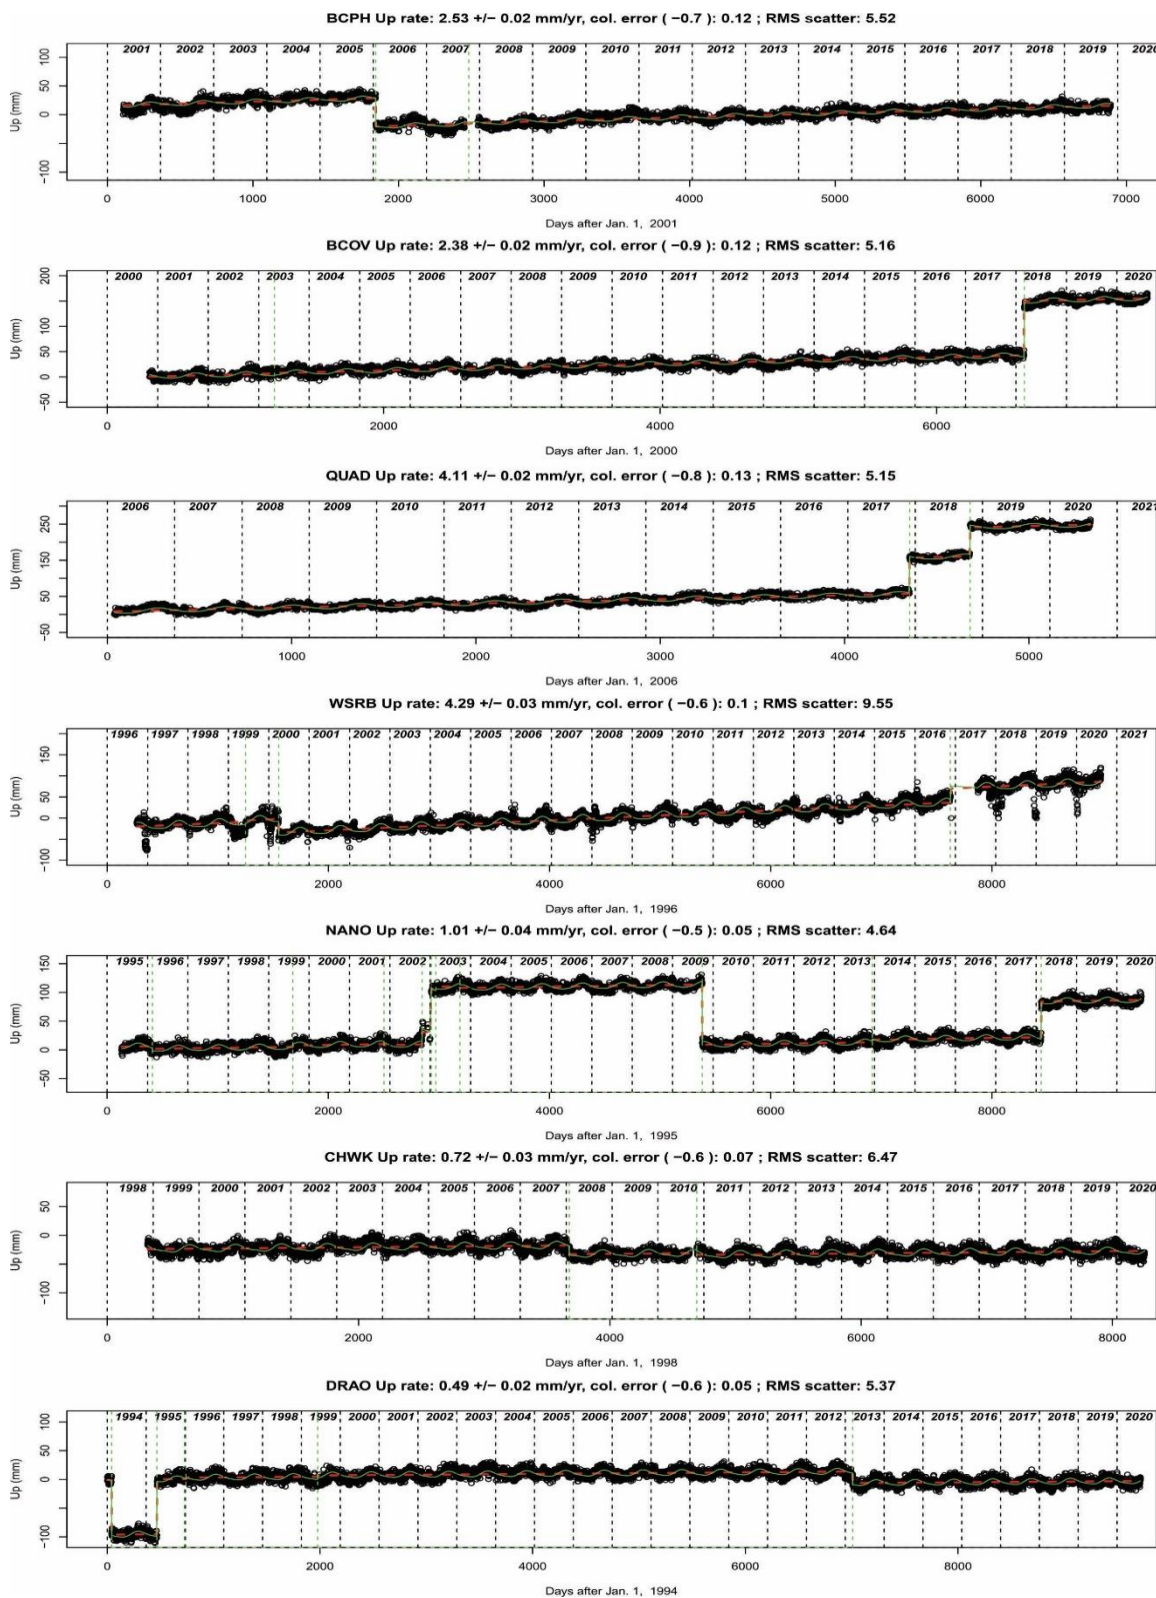 BCPH Up rate: 2.53 +/− 0.02 mm/yr, col. error ( −0.7 ): 0.12 ; RMS scatter: 5.52
2001 2002 2003 2004 2005 2006 2007 2008 2009 2010 2011 2012 2013 2014 2015 2016 2017 2018 2019 2020
100
50
0
−100
Up (mm)
0 1000 2000 3000 4000 5000 6000 7000
Days after Jan. 1, 2001
BCOV Up rate: 2.38 +/− 0.02 mm/yr, col. error ( −0.9 ): 0.12 ; RMS scatter: 5.16
2000 2001 2002 2003 2004 2005 2006 2007 2008 2009 2010 2011 2012 2013 2014 2015 2016 2017 2018 2019 2020
200
100
50
0
−50
Up (mm)
0 2000 4000 6000
Days after Jan. 1, 2000
QUAD Up rate: 4.11 +/− 0.02 mm/yr, col. error ( −0.8 ): 0.13 ; RMS scatter: 5.15
2006 2007 2008 2009 2010 2011 2012 2013 2014 2015 2016 2017 2018 2019 2020 2021
250
150
50
−50
Up (mm)
0 1000 2000 3000 4000 5000
Days after Jan. 1, 2006
WSRB Up rate: 4.29 +/− 0.03 mm/yr, col. error ( −0.6 ): 0.1 ; RMS scatter: 9.55
1996 1997 1998 1999 2000 2001 2002 2003 2004 2005 2006 2007 2008 2009 2010 2011 2012 2013 2014 2015 2016 2017 2018 2019 2020 2021
150
50
0
−100
Up (mm)
0 2000 4000 6000 8000
Days after Jan. 1, 1996
NANO Up rate: 1.01 +/− 0.04 mm/yr, col. error ( −0.5 ): 0.05 ; RMS scatter: 4.64
1995 1996 1997 1998 1999 2000 2001 2002 2003 2004 2005 2006 2007 2008 2009 2010 2011 2012 2013 2014 2015 2016 2017 2018 2019 2020
150
100
50
0
−50
Up (mm)
0 2000 4000 6000 8000
Days after Jan. 1, 1995
CHWK Up rate: 0.72 +/− 0.03 mm/yr, col. error ( −0.6 ): 0.07 ; RMS scatter: 6.47
1998 1999 2000 2001 2002 2003 2004 2005 2006 2007 2008 2009 2010 2011 2012 2013 2014 2015 2016 2017 2018 2019 2020
50
0
−100
Up (mm)
0 2000 4000 6000 8000
Days after Jan. 1, 1998
DRAO Up rate: 0.49 +/− 0.02 mm/yr, col. error ( −0.6 ): 0.05 ; RMS scatter: 5.37
1994 1995 1996 1997 1998 1999 2000 2001 2002 2003 2004 2005 2006 2007 2008 2009 2010 2011 2012 2013 2014 2015 2016 2017 2018 2019 2020
100
50
0
−100
Up (mm)
0 2000 4000 6000 8000
Days after Jan. 1, 1994